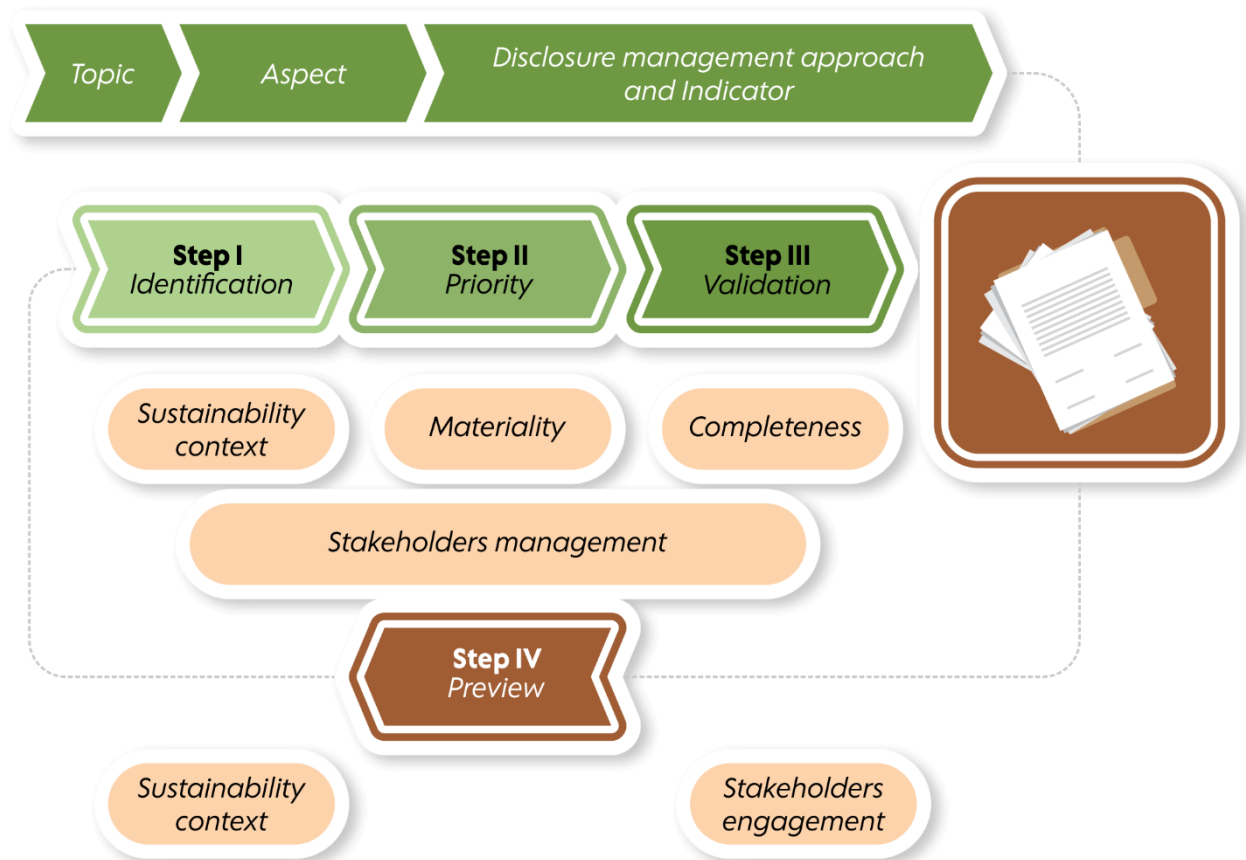 Topic
Aspect
Disclosure management approach
and Indicator
Step I
Identification
Step II
Priority
Step III
Validation
Sustainability
context
Materiality
Completeness
Stakeholders management
Step IV
Preview
Sustainability
context
Stakeholders
engagement